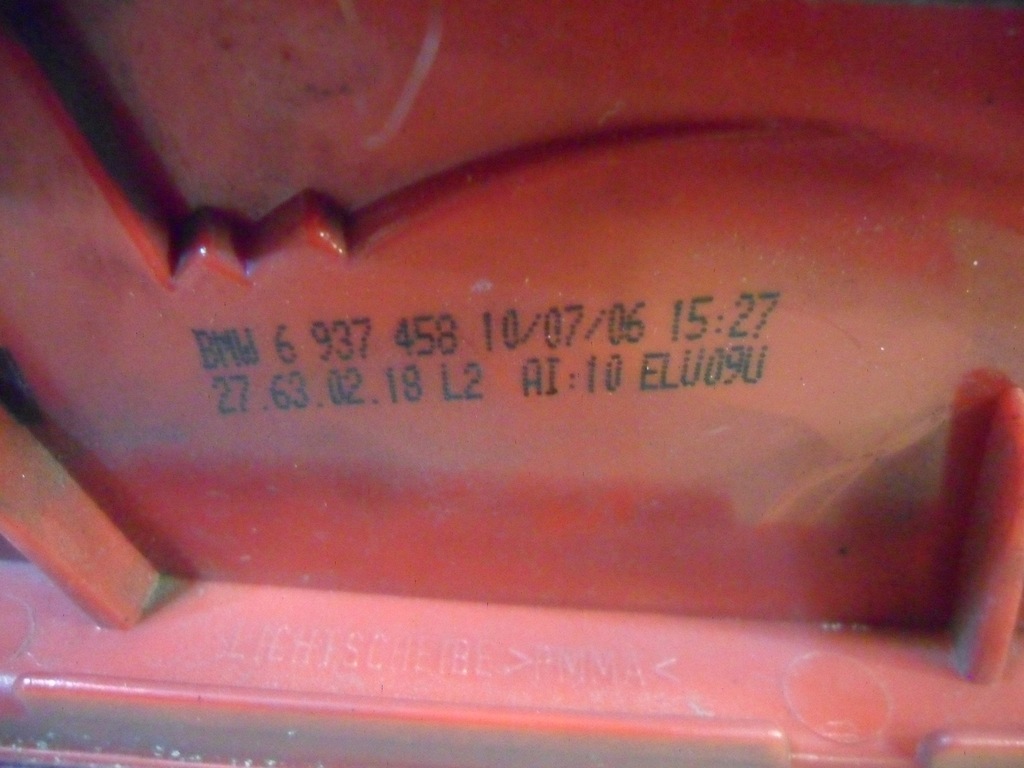 BMW 6 937 458 10/07/06 15:27
27.63.02.18 L2 AI:10 ELU09U
LICHTSCHEIBE >PMMA<